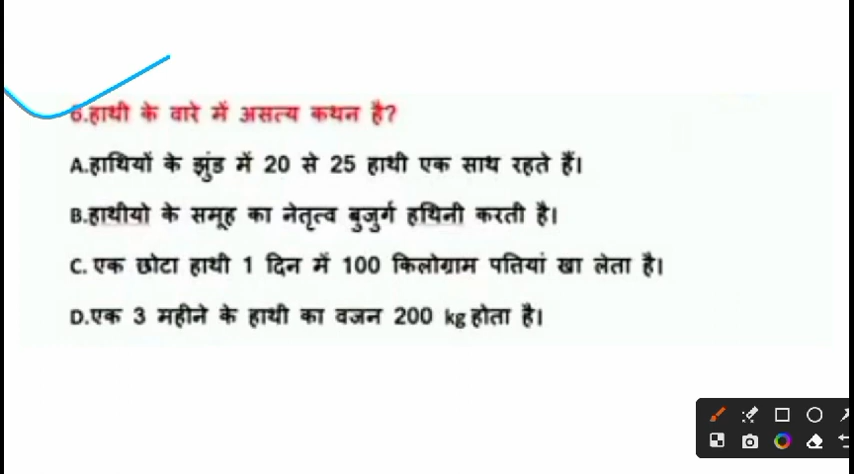 6.हाथी के वारे में असत्य कथन है?
A.हाथियों के झुंड में 20 से 25 हाथी एक साथ रहते हैं।
B.हाथीयो के समूह का नेतृत्व बुजुर्ग हथिनी करती है।
C. एक छोटा हाथी 1 दिन में 100 किलोग्राम पतियां खा लेता है।
D.एक 3 महीने के हाथी का वजन 200 kg होता है।